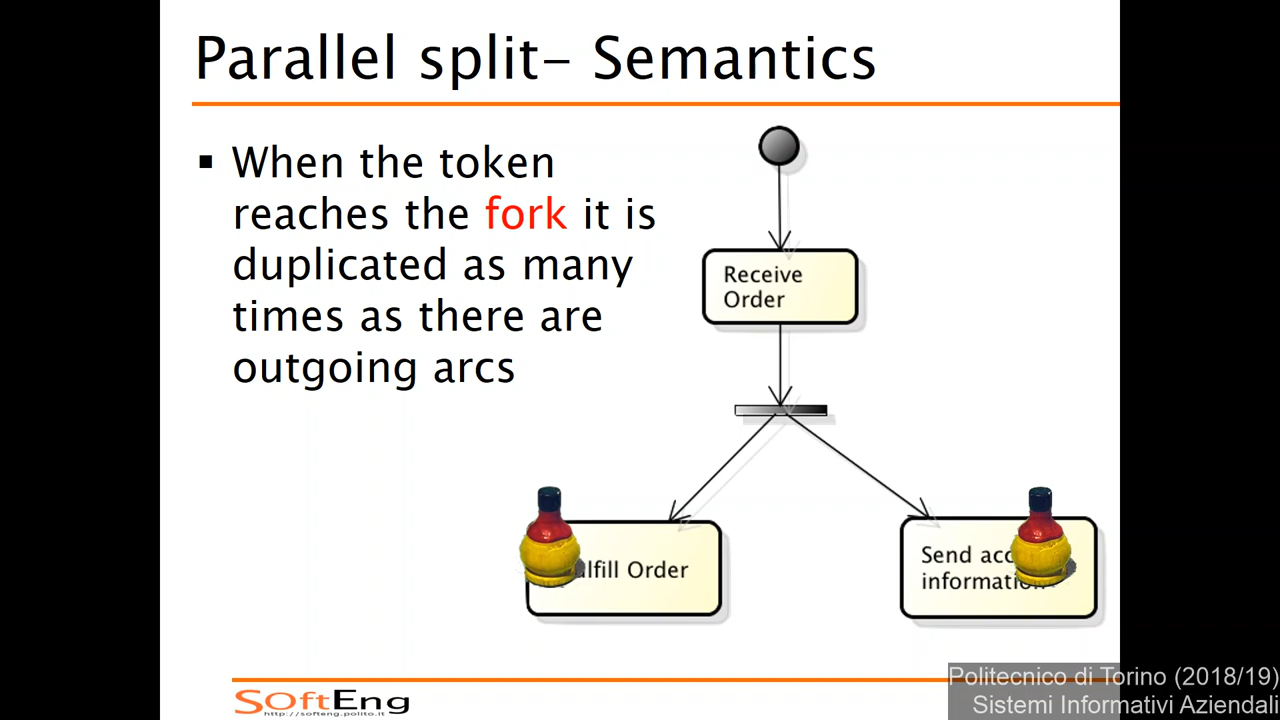 Parallel split– Semantics
▪ When the token
reaches the fork it is
duplicated as many
times as there are
outgoing arcs
Receive
Order
Order
Send
information
SoftEng
http://softeng.polito.it
Politecnico di Torino (2018/19)
Sistemi Informativi Aziendali